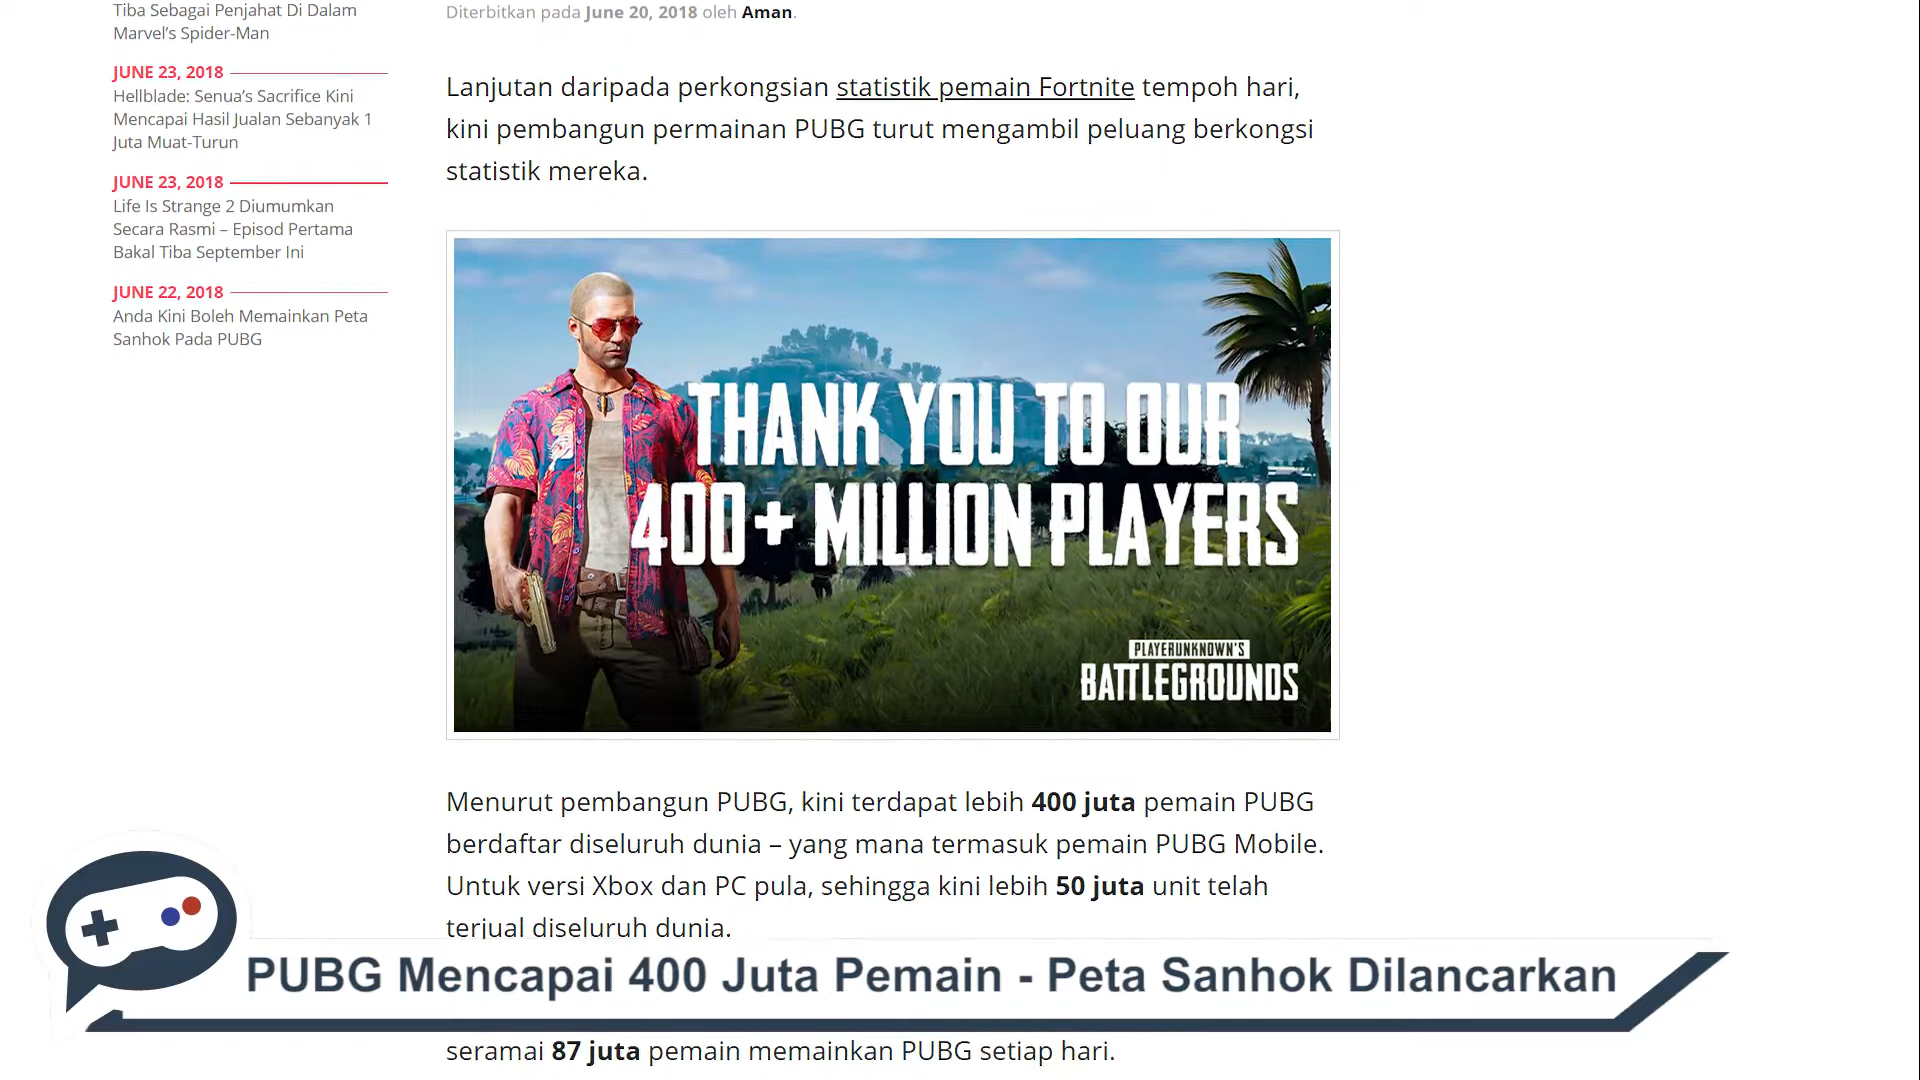 Tiba Sebagai Penjahat Di Dalam
Marvel’s Spider-Man
JUNE 23, 2018
Hellblade: Senua’s Sacrifice Kini
Mencapai Hasil Jualan Sebanyak 1
Juta Muat-Turun
JUNE 23, 2018
Life Is Strange 2 Diumumkan
Secara Rasmi – Episod Pertama
Bakal Tiba September Ini
JUNE 22, 2018
Anda Kini Boleh Memainkan Peta
Sanhok Pada PUBG
Diterbitkan pada June 20, 2018 oleh Aman.
Lanjutan daripada perkongsian statistik pemain Fortnite tempoh hari,
kini pembangun permainan PUBG turut mengambil peluang berkongsi
statistik mereka.
THANK YOU TO OUR
400+ MILLION PLAYERS
PLAYERUNKNOWN'S
BATTLEGROUNDS
Menurut pembangun PUBG, kini terdapat lebih 400 juta pemain PUBG
berdaftar diseluruh dunia – yang mana termasuk pemain PUBG Mobile.
Untuk versi Xbox dan PC pula, sehingga kini lebih 50 juta unit telah
terjual diseluruh dunia.
PUBG Mencapai 400 Juta Pemain - Peta Sanhok Dilancarkan
seramai 87 juta pemain memainkan PUBG setiap hari.